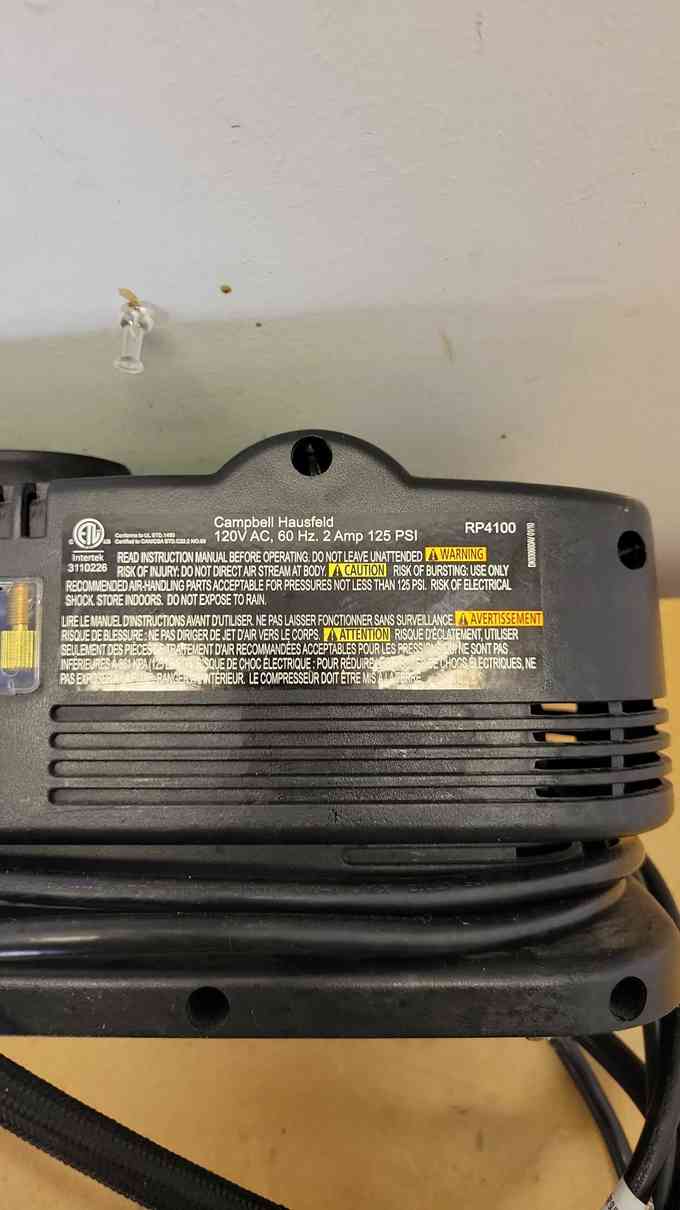 Campbell Hausfeld
120V AC, 60 Hz. 2 Amp 125 PSI
RP4100
ETL
C US
Intertek
3110226
Conforms to UL STD. 1450
Certified to CAN/CSA STD. C22.2 NO.68
READ INSTRUCTION MANUAL BEFORE OPERATING. DO NOT LEAVE UNATTENDED. WARNING
RISK OF INJURY: DO NOT DIRECT AIR STREAM AT BODY. CAUTION RISK OF BURSTING: USE ONLY
RECOMMENDED AIR-HANDLING PARTS ACCEPTABLE FOR PRESSURES NOT LESS THAN 125 PSI. RISK OF ELECTRICAL
SHOCK. STORE INDOORS. DO NOT EXPOSE TO RAIN.
LIRE LE MANUEL D'INSTRUCTIONS AVANT D'UTILISER. NE PAS LAISSER FONCTIONNER SANS SURVEILLANCE. AVERTISSEMENT
RISQUE DE BLESSURE : NE PAS DIRIGER DE JET D'AIR VERS LE CORPS. ATTENTION RISQUE D'ÉCLATEMENT, UTILISER
SEULEMENT DES PIÈCES DE TRAITEMENT D'AIR RECOMMANDÉES ACCEPTABLES POUR LES PRESSIONS QUI NE SONT PAS
INFÉRIEURES À 861 KPA (125 RISQUE DE CHOC ÉLECTRIQUE : POUR RÉDUIRE CHOCS ÉLECTRIQUES, NE
PAS EXPOSER RANGER À L'INTÉRIEUR. LE COMPRESSEUR DOIT ÊTRE MIS À LA TERRE.